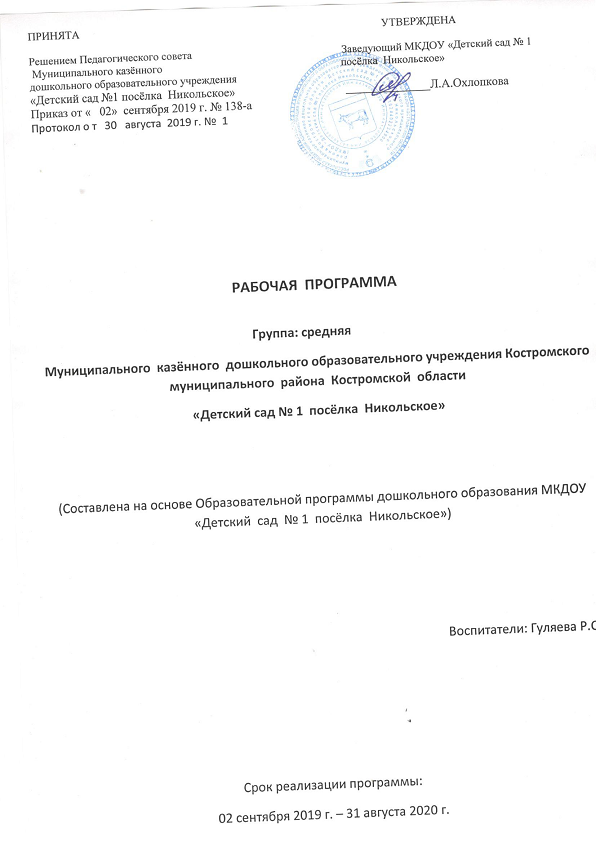 ПРИНЯТА
Решением Педагогического совета
Муниципального казённого
дошкольного образовательного учреждения
«Детский сад №1 посёлка Никольское»
Приказ от « 02» сентября 2019 г. № 138-а
Протокол о т 30 августа 2019 г. № 1
УТВЕРЖДЕНА
Заведующий МКДОУ «Детский сад № 1
посёлка Никольское»
______________Л.А.Охлопкова
РАБОЧАЯ ПРОГРАММА
Группа: средняя
Муниципального казённого дошкольного образовательного учреждения Костромского
муниципального района Костромской области
«Детский сад № 1 посёлка Никольское»
(Составлена на основе Образовательной программы дошкольного образования МКДОУ
«Детский сад № 1 посёлка Никольское»)
Воспитатели: Гуляева Р.С
Срок реализации программы:
02 сентября 2019 г. – 31 августа 2020 г.